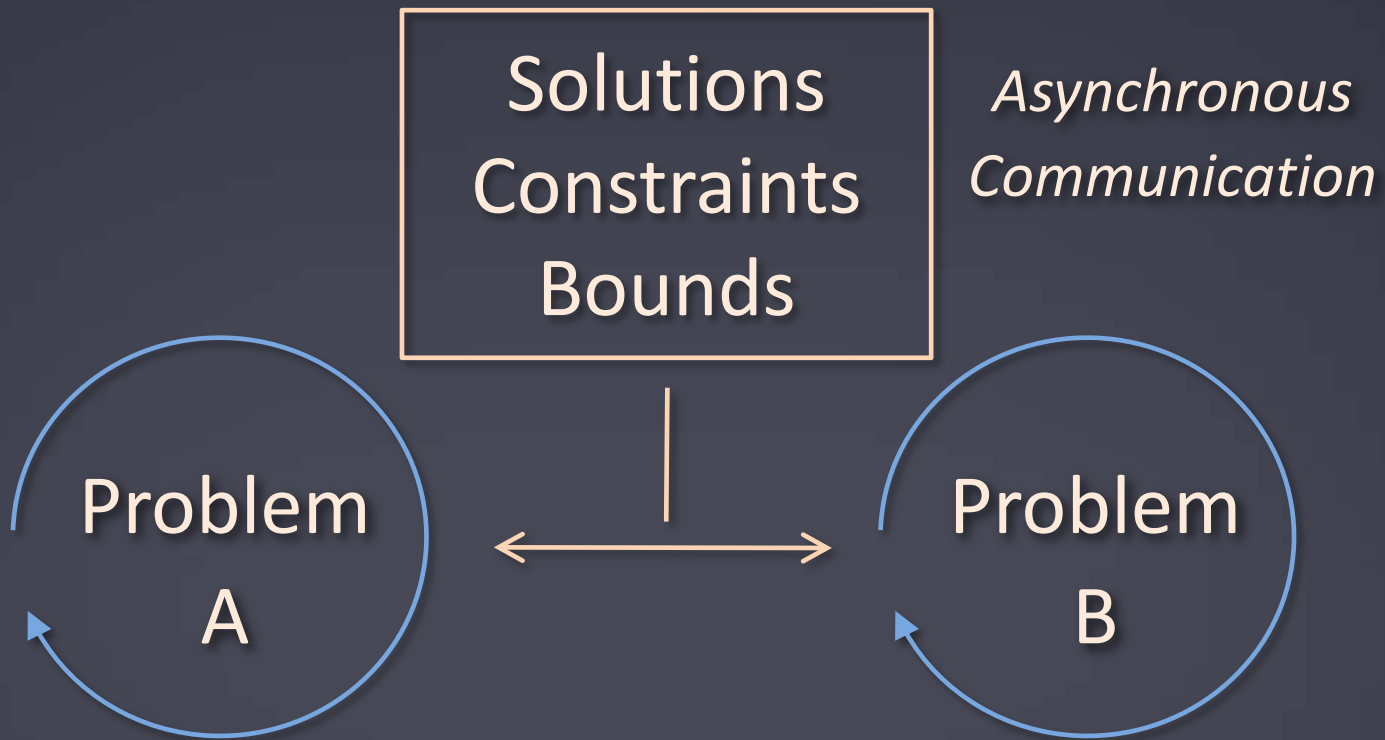 Solutions
Constraints
Bounds
Asynchronous
Communication
Problem
A
Problem
B